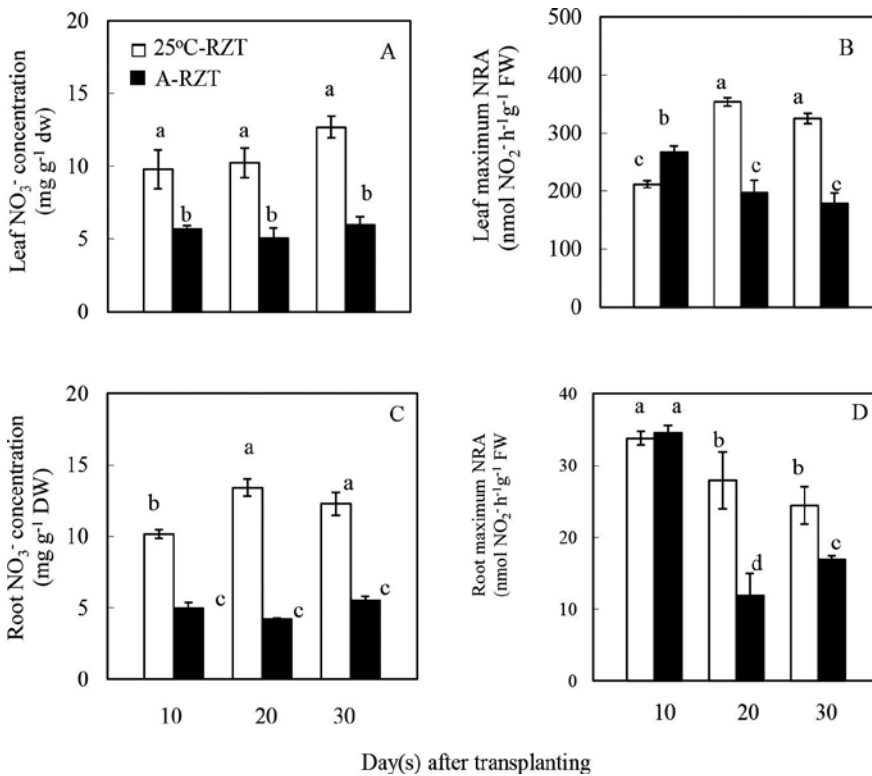 20
15
10
5
0
Leaf NO₃⁻ concentration
(mg g⁻¹ dw)
25ºC-RZT
A-RZT
A
a
b
a
b
a
b
500
400
300
200
100
0
Leaf maximum NRA
(nmol NO₂⁻ h⁻¹g⁻¹ FW)
B
c
b
a
c
a
c
20
15
10
5
0
Root NO₃⁻ concentration
(mg g⁻¹ DW)
C
b
c
a
c
a
c
10
20
30
40
30
20
10
0
Root maximum NRA
(nmol NO₂⁻ h⁻¹g⁻¹ FW
D
a
a
b
d
b
c
10
20
30
Day(s) after transplanting